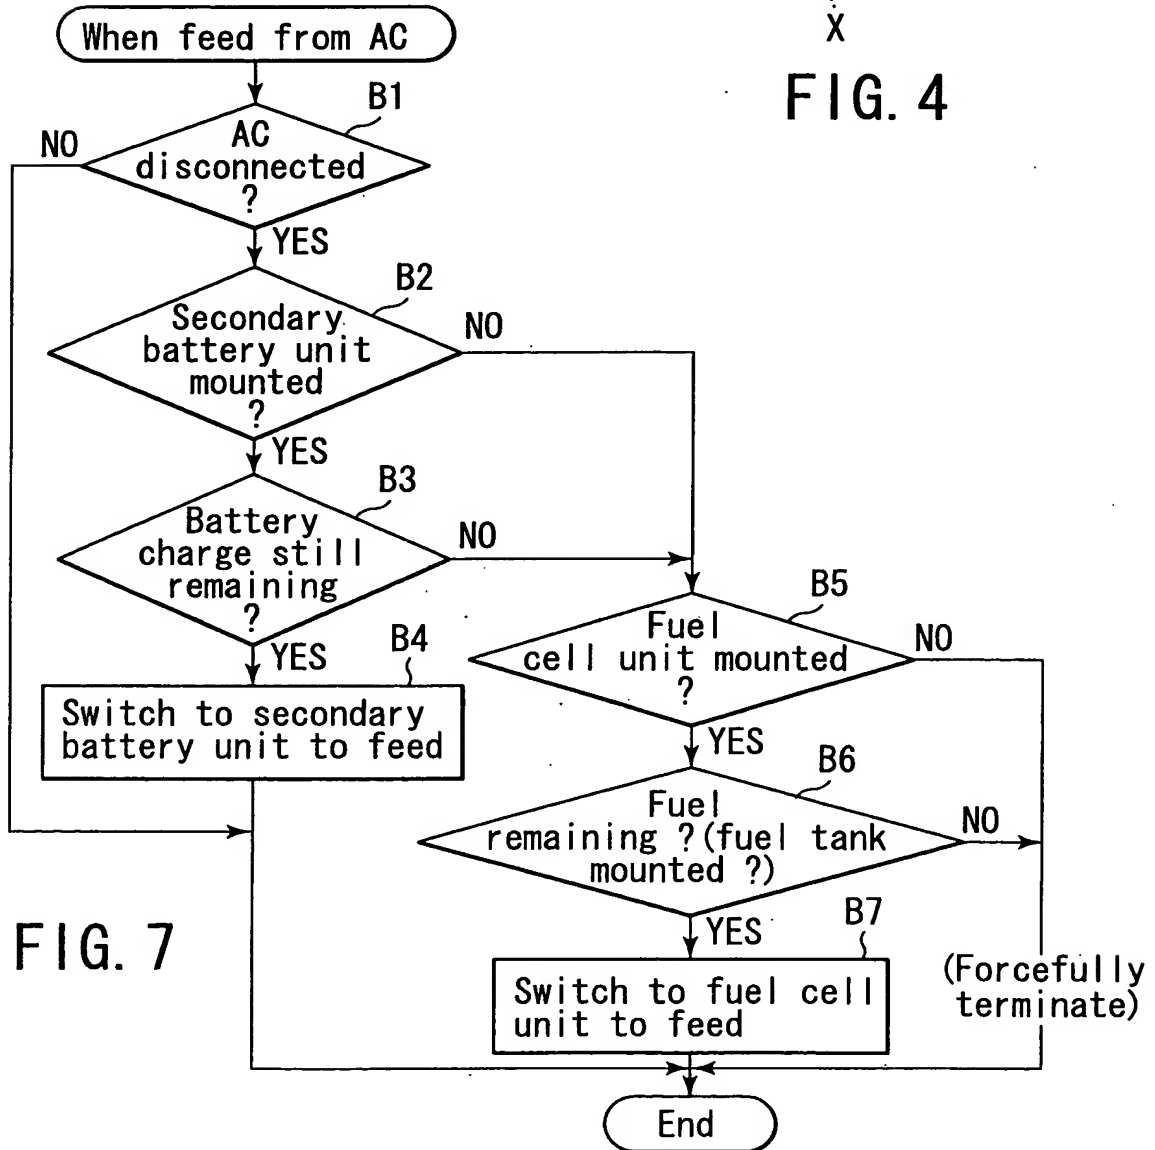 When feed from AC
X
FIG. 4
B1
NO
AC
disconnected
?
YES
B2
Secondary
battery unit
mounted
?
NO
YES
B3
Battery
charge still
remaining
?
NO
YES
B4
Switch to secondary
battery unit to feed
B5
Fuel
cell unit mounted
?
NO
YES
B6
Fuel
remaining ? (fuel tank
mounted ?)
NO
YES
B7
Switch to fuel cell
unit to feed
(Forcefully
terminate)
FIG. 7
End